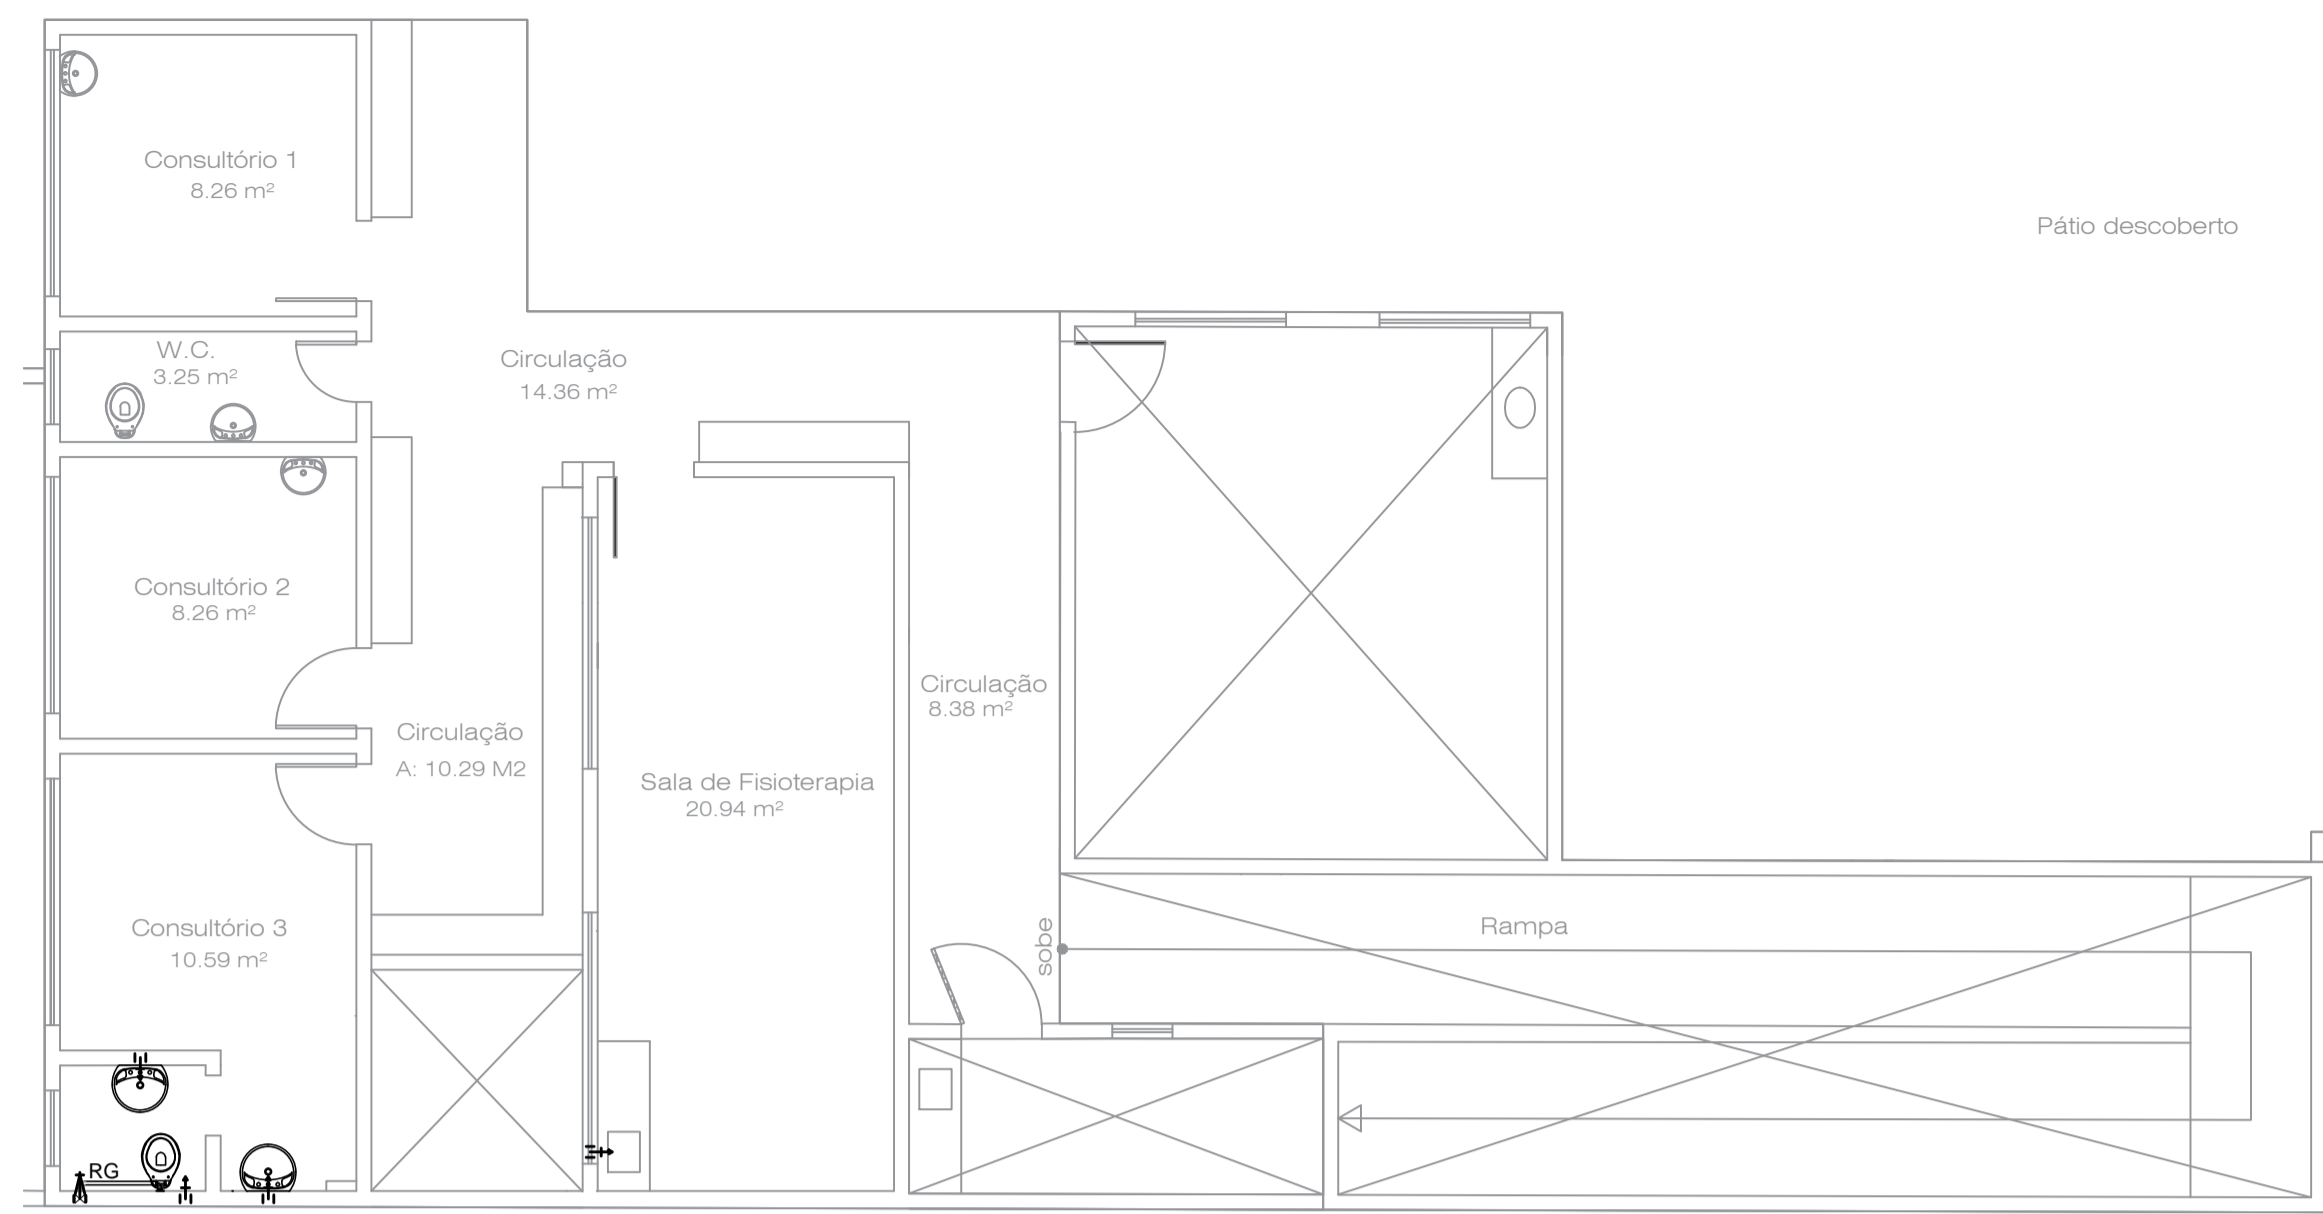 Consultório 1
8.26 m²
Pátio descoberto
W.C.
3.25 m²
Circulação
14.36 m²
Consultório 2
8.26 m²
Circulação
8.38 m²
Circulação
A: 10.29 M2
Sala de Fisioterapia
20.94 m²
Consultório 3
10.59 m²
sobe
Rampa
RG